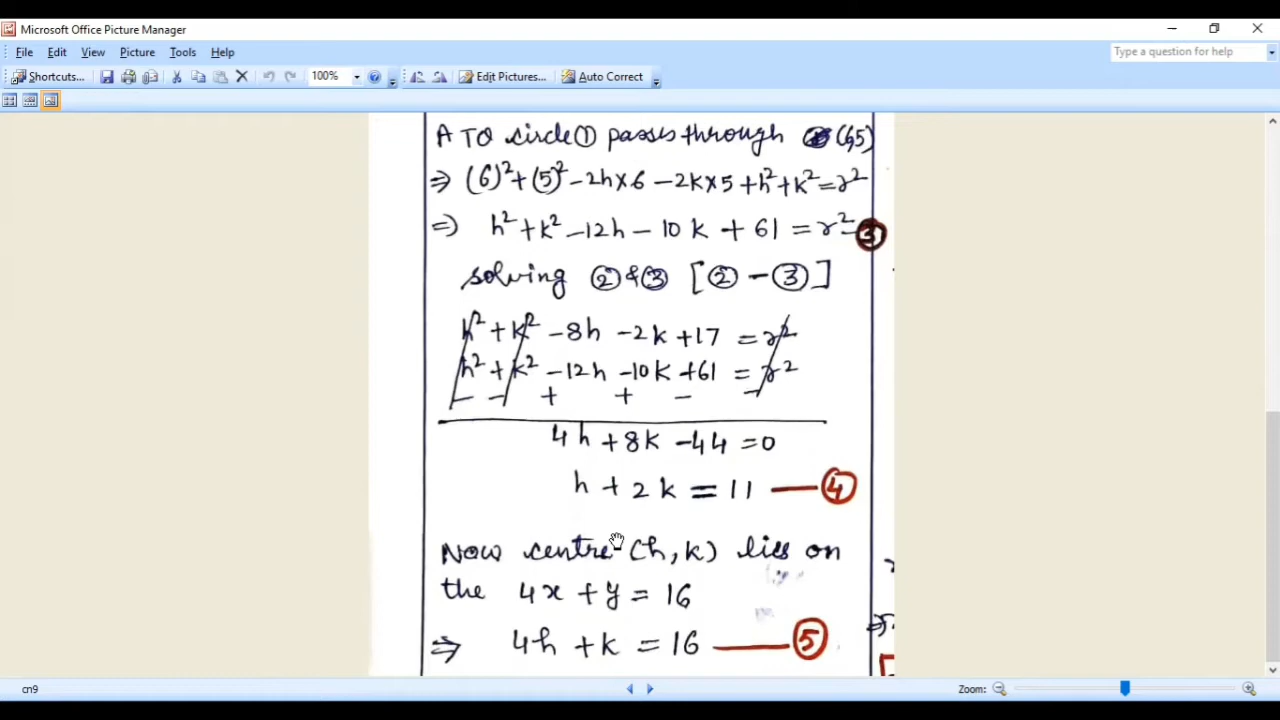 Microsoft Office Picture Manager
File Edit View Picture Tools Help
Type a question for help
Shortcuts... 100% Edit Pictures... Auto Correct
A TO circle ① passes through (6,5)
⇒ (6)² + (5)² - 2h×6 - 2k×5 + h² + k² = r²
⇒ h² + k² - 12h - 10k + 61 = r² — ③
solving ② & ③ [② - ③]
h² + k² - 8h - 2k + 17 = r²
h² + k² - 12h - 10k + 61 = r²
- - + + - -
4h + 8k - 44 = 0
h + 2k = 11 — ④
Now centre (h, k) lies on
the 4x + y = 16
⇒ 4h + k = 16 — ⑤
cn9 Zoom: